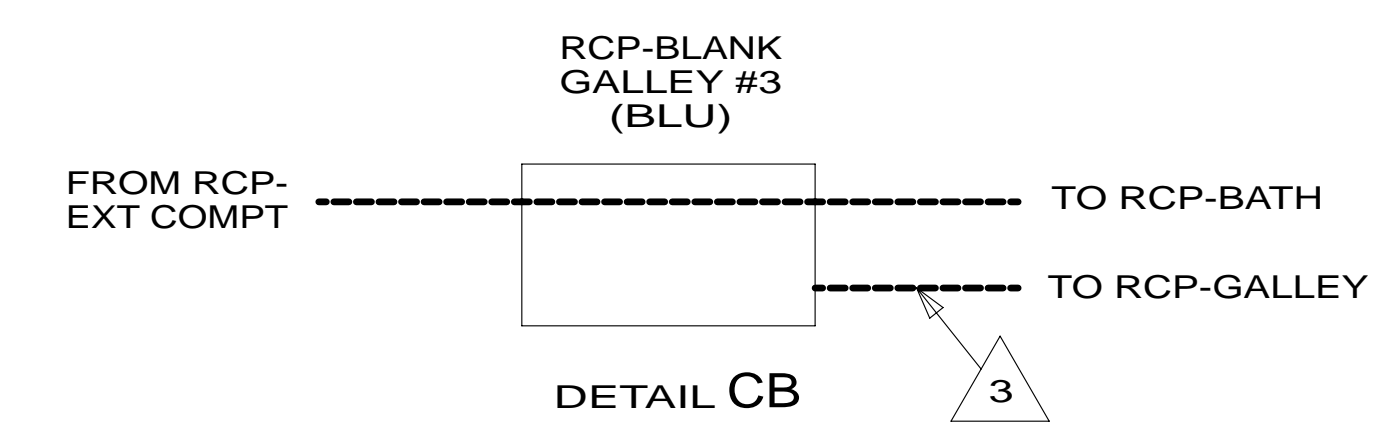 RCP-BLANK
GALLEY #3
(BLU)
FROM RCP-
EXT COMPT
TO RCP-BATH
TO RCP-GALLEY
3
DETAIL CB